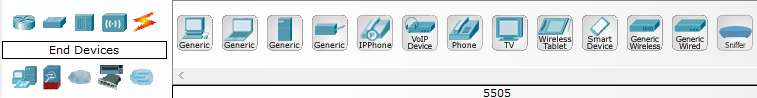 End Devices
Generic Generic Generic Generic IPPhone VoIP Device Phone TV Wireless Tablet Smart Device Generic Wireless Generic Wired Sniffer
5505